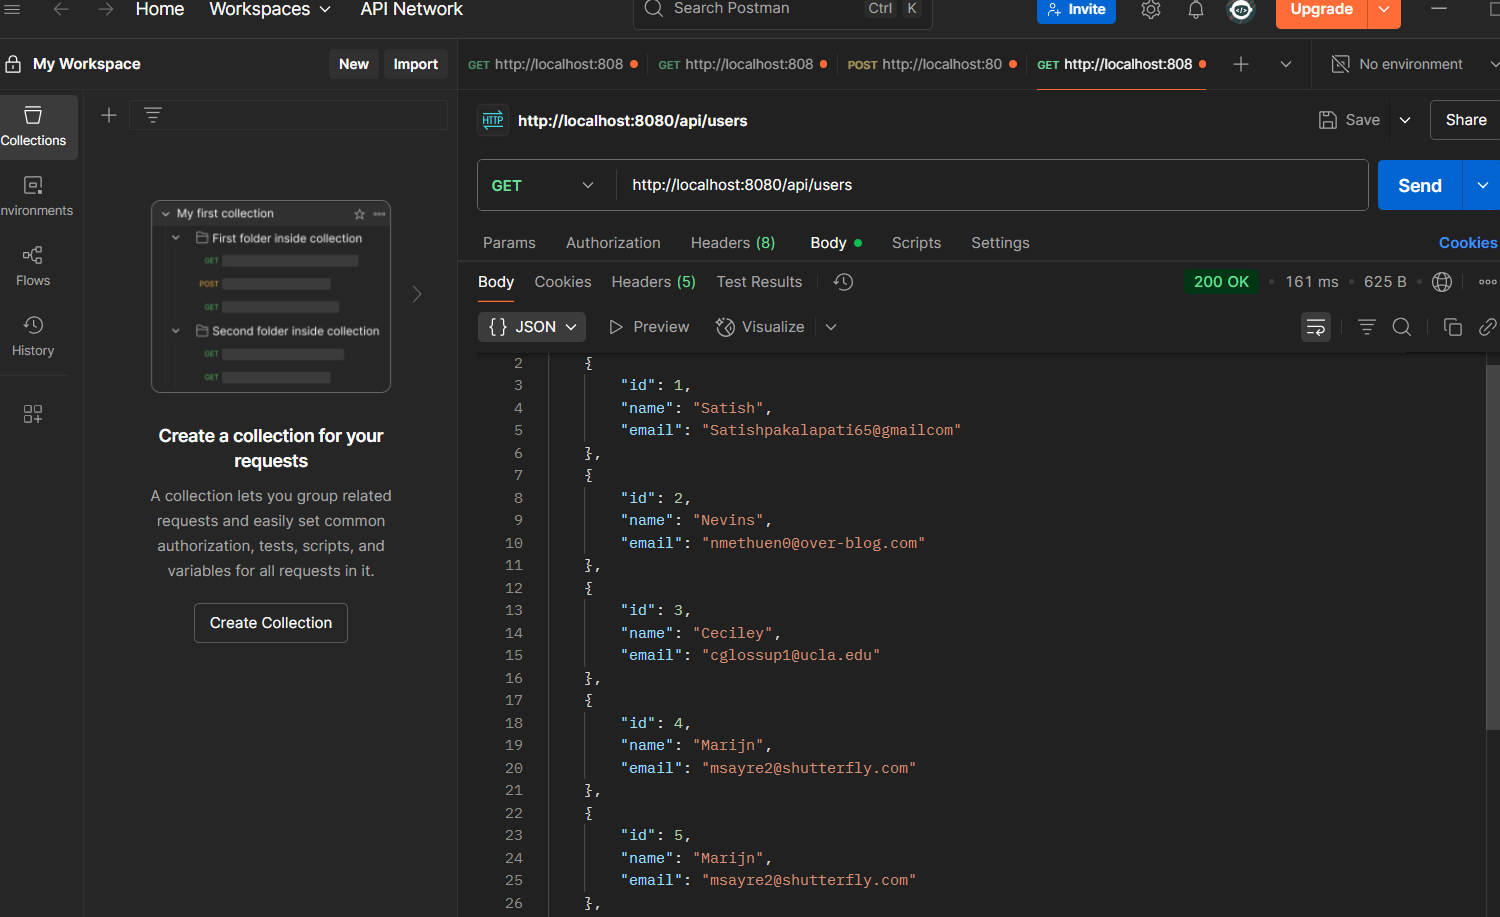 Home Workspaces API Network
Search Postman Ctrl K
Invite
Upgrade
My Workspace New Import
GET http://localhost:808 GET http://localhost:808 POST http://localhost:80 GET http://localhost:808
No environment
Collections
nvironments
Flows
History
My first collection
First folder inside collection
GET
POST
GET
Second folder inside collection
GET
GET
Create a collection for your
requests
A collection lets you group related
requests and easily set common
authorization, tests, scripts, and
variables for all requests in it.
Create Collection
HTTP http://localhost:8080/api/users
Save Share
GET http://localhost:8080/api/users
Send
Params Authorization Headers (8) Body Scripts Settings
Cookies
Body Cookies Headers (5) Test Results
200 OK 161 ms 625 B
{} JSON Preview Visualize
2 {
3 "id": 1,
4 "name": "Satish",
5 "email": "Satishpakalapati65@gmailcom"
6 },
7 {
8 "id": 2,
9 "name": "Nevins",
10 "email": "nmethuen0@over-blog.com"
11 },
12 {
13 "id": 3,
14 "name": "Ceciley",
15 "email": "cglossup1@ucla.edu"
16 },
17 {
18 "id": 4,
19 "name": "Marijn",
20 "email": "msayre2@shutterfly.com"
21 },
22 {
23 "id": 5,
24 "name": "Marijn",
25 "email": "msayre2@shutterfly.com"
26 },